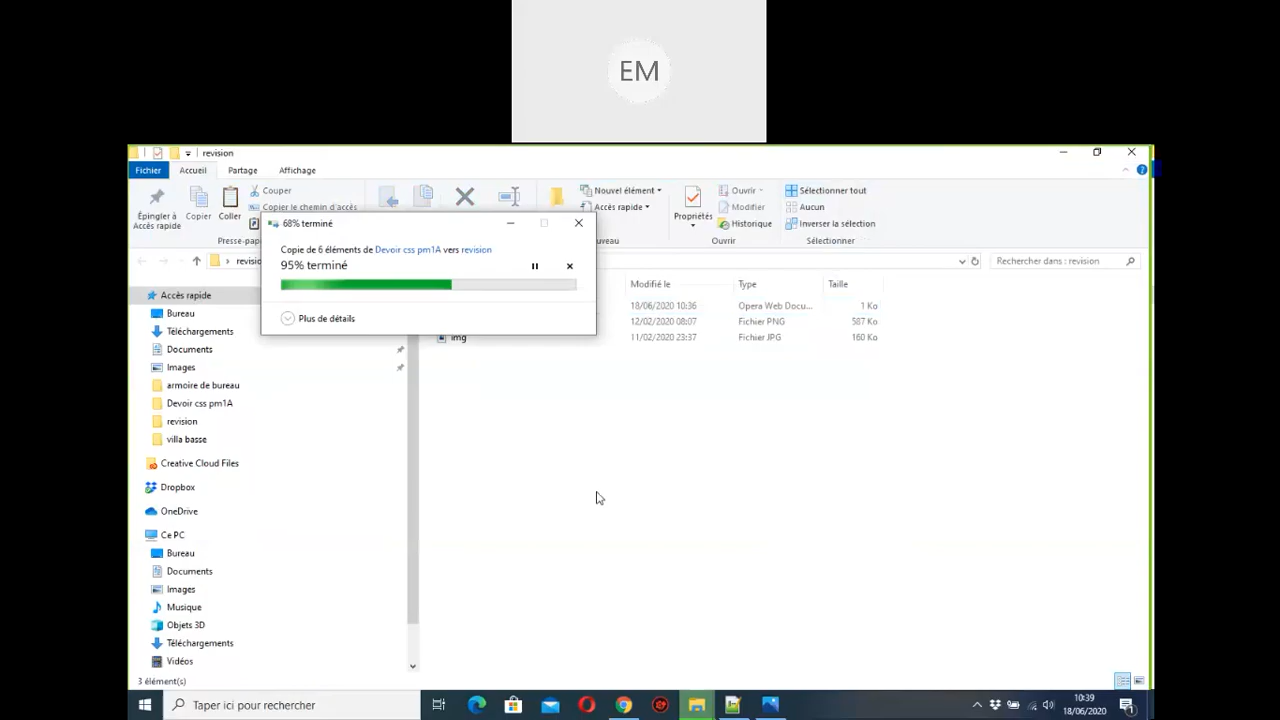 EM
revision
Fichier Accueil Partage Affichage
Épingler à
Accès rapide
Copier
Coller
Couper
Copier le chemin d'accès
Nouvel élément
Accès rapide
Propriétés
Ouvrir
Modifier
Historique
Sélectionner tout
Aucun
Inverser la sélection
Presse-pa
uveau
Ouvrir
Sélectionner
68% terminé
Copie de 6 éléments de Devoir css pm1A vers revision
95% terminé
Plus de détails
revisio
Rechercher dans : revision
Modifié le Type Taille
18/06/2020 10:36 Opera Web Docu... 1 Ko
12/02/2020 08:07 Fichier PNG 587 Ko
img 11/02/2020 23:37 Fichier JPG 160 Ko
Accès rapide
Bureau
Téléchargements
Documents
Images
armoire de bureau
Devoir css pm1A
revision
villa basse
Creative Cloud Files
Dropbox
OneDrive
Ce PC
Bureau
Documents
Images
Musique
Objets 3D
Téléchargements
Vidéos
3 élément(s)
Taper ici pour rechercher
10:39
18/06/2020